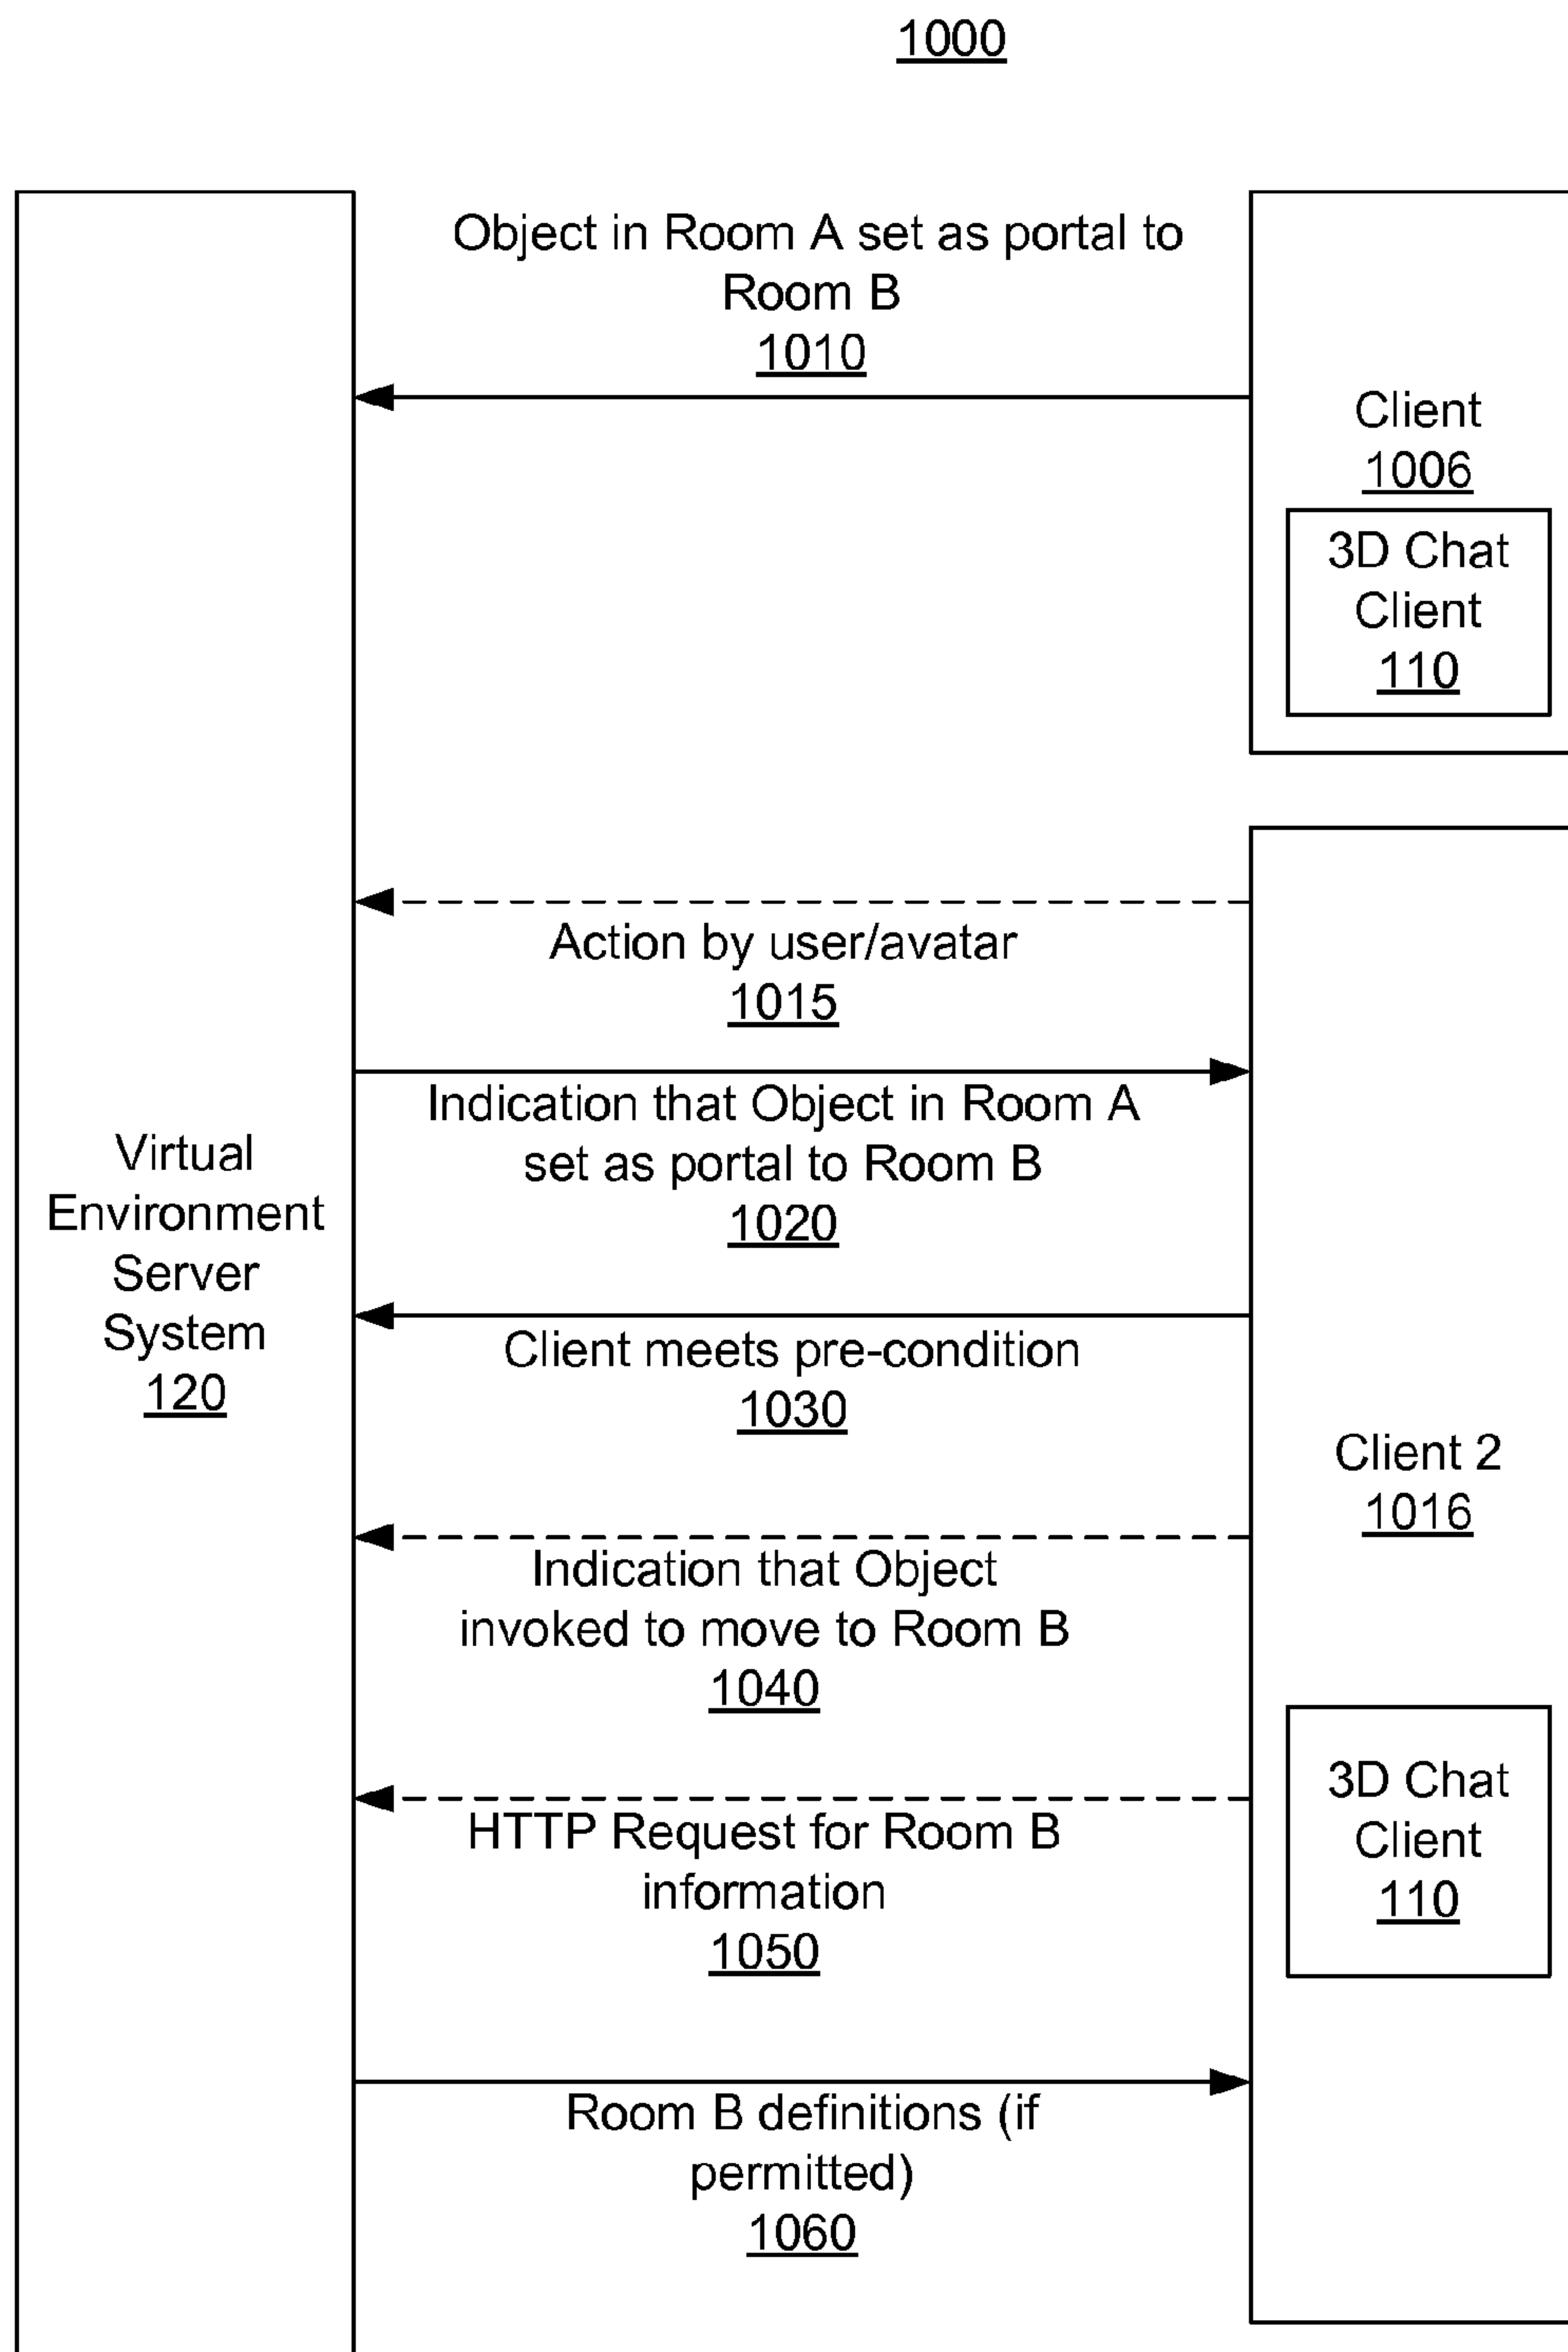 1000
Object in Room A set as portal to
Room B
1010
Client
1006
3D Chat
Client
110
Action by user/avatar
1015
Indication that Object in Room A
set as portal to Room B
1020
Virtual
Environment
Server
System
120
Client meets pre-condition
1030
Client 2
1016
Indication that Object
invoked to move to Room B
1040
3D Chat
Client
110
HTTP Request for Room B
information
1050
Room B definitions (if
permitted)
1060